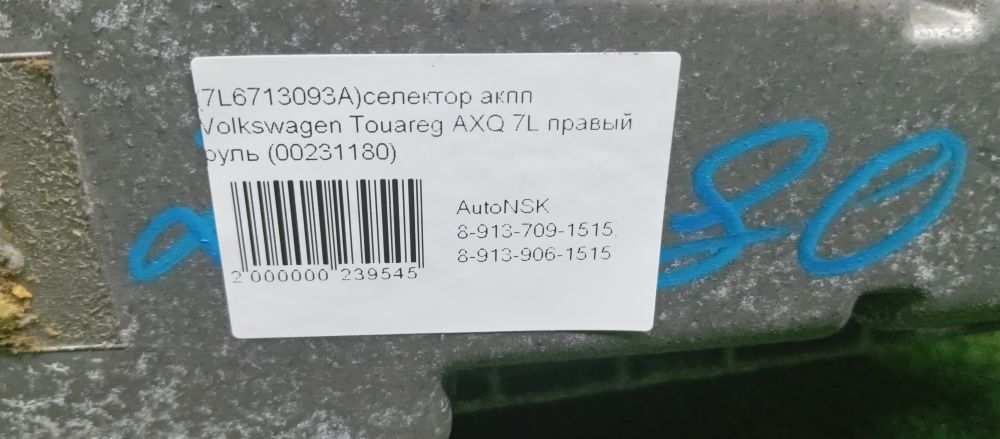 7L6713093A)селектор акпп
Volkswagen Touareg AXQ 7L правый
руль (00231180)
AutoNSK
8-913-709-1515,
8-913-906-1515
2 000000 239545
80